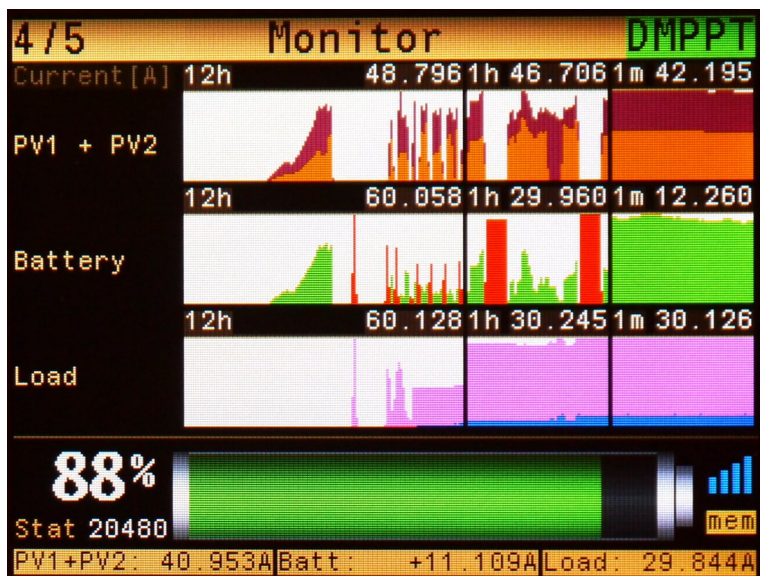 4/5 Monitor DMPPT
Current[A] 12h 48.796 1h 46.706 1m 42.195
PV1 + PV2
12h 60.058 1h 29.960 1m 12.260
Battery
12h 60.128 1h 30.245 1m 30.126
Load
88%
Stat 20480
mem
PV1+PV2: 40.953A Batt: +11.109A Load: 29.844A